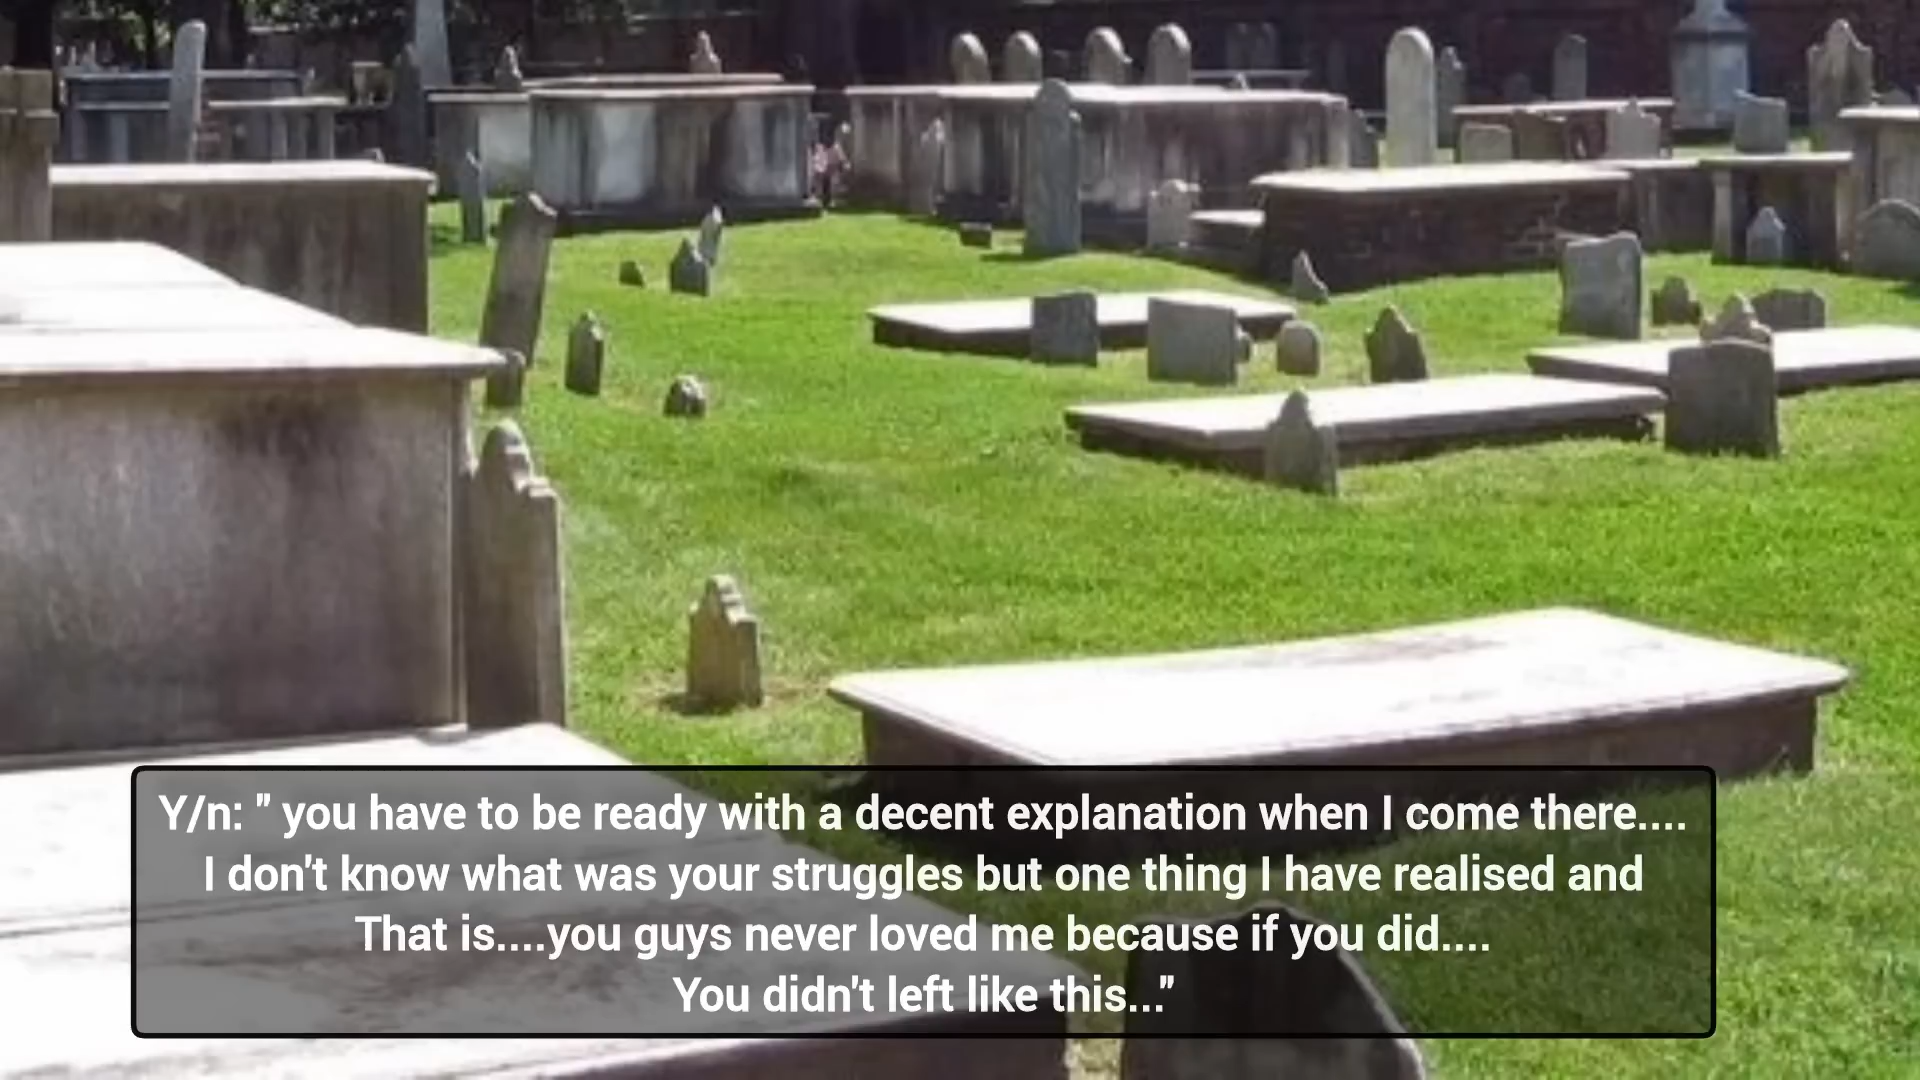 Y/n: " you have to be ready with a decent explanation when I come there....
I don't know what was your struggles but one thing I have realised and
That is....you guys never loved me because if you did....
You didn't left like this..."